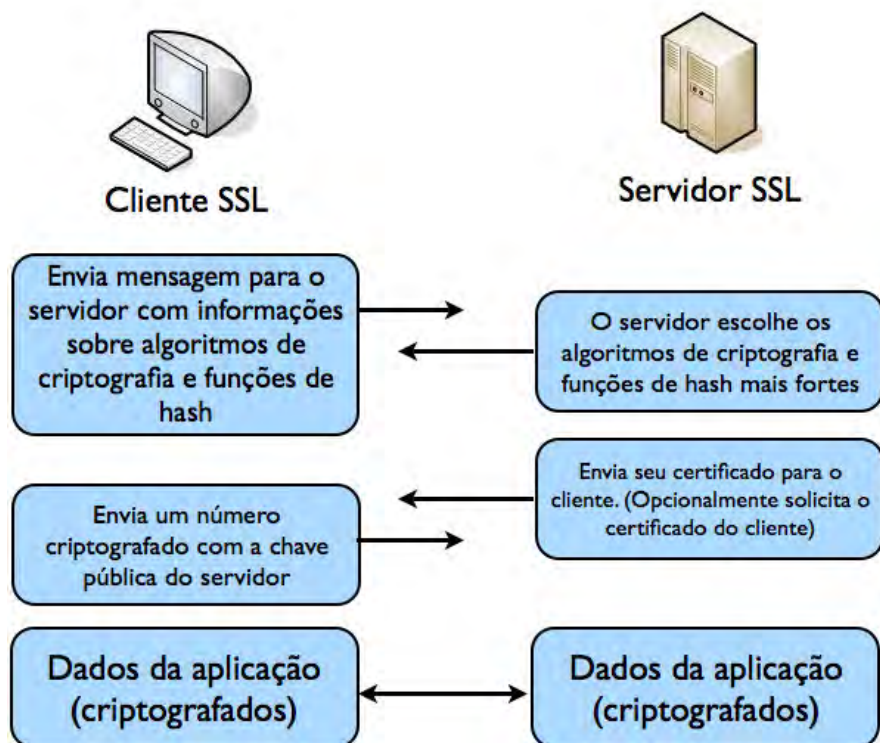 Cliente SSL
Servidor SSL
Envia mensagem para o
servidor com informações
sobre algoritmos de
criptografia e funções de
hash
O servidor escolhe os
algoritmos de criptografia e
funções de hash mais fortes
Envia seu certificado para o
cliente. (Opcionalmente solicita o
certificado do cliente)
Envia um número
criptografado com a chave
pública do servidor
Dados da aplicação
(criptografados)
Dados da aplicação
(criptografados)